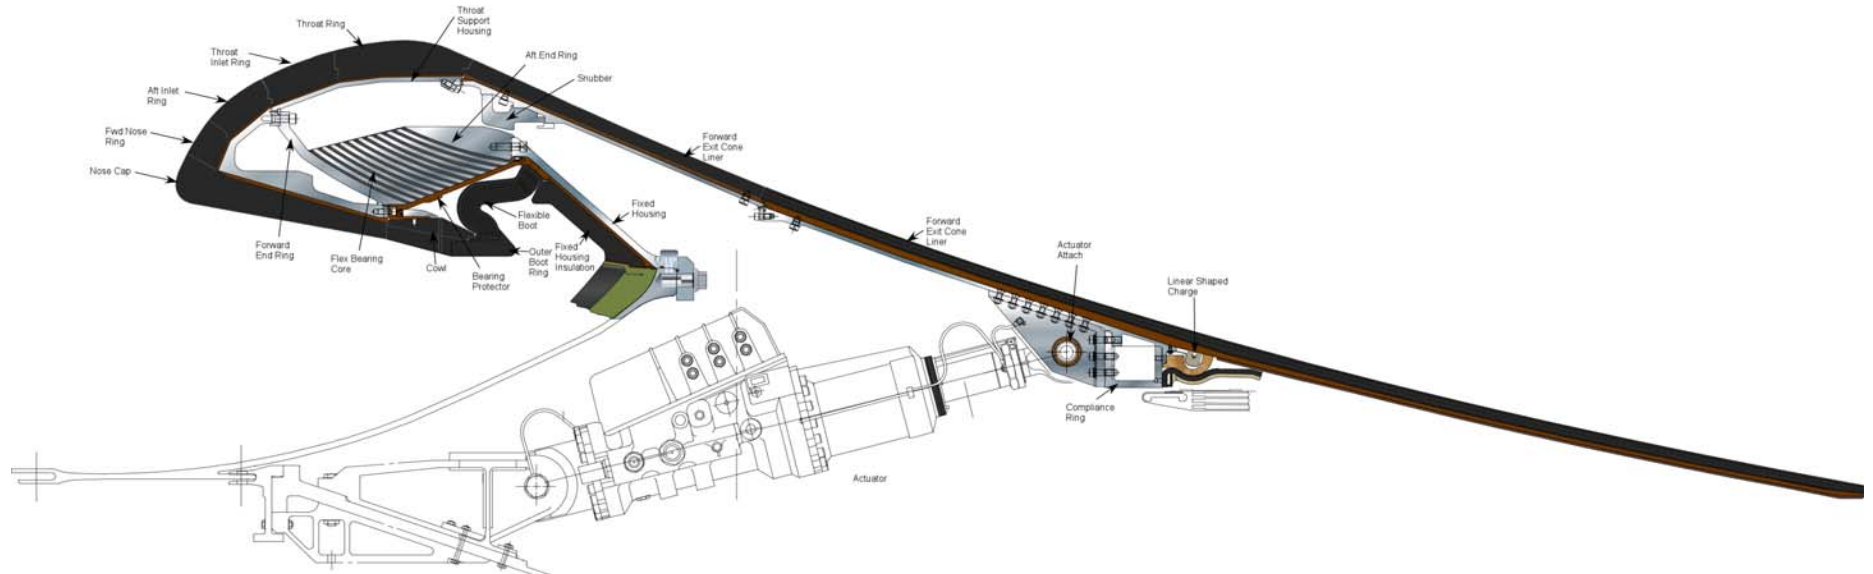 Throat
Support
Housing
Throat Ring
Throat
Inlet Ring
Aft End Ring
Snubber
Aft Inlet
Ring
Fwd Nose
Ring
Nose Cap
Forward
Exit Cone
Liner
Fixed
Housing
Flexible
Boot
Forward
Exit Cone
Liner
Forward
End Ring
Flex Bearing
Core
Cowl
Bearing
Protector
Outer
Boot
Ring
Fixed
Housing
Insulation
Actuator
Attach
Linear Shaped
Charge
Compliance
Ring
Actuator